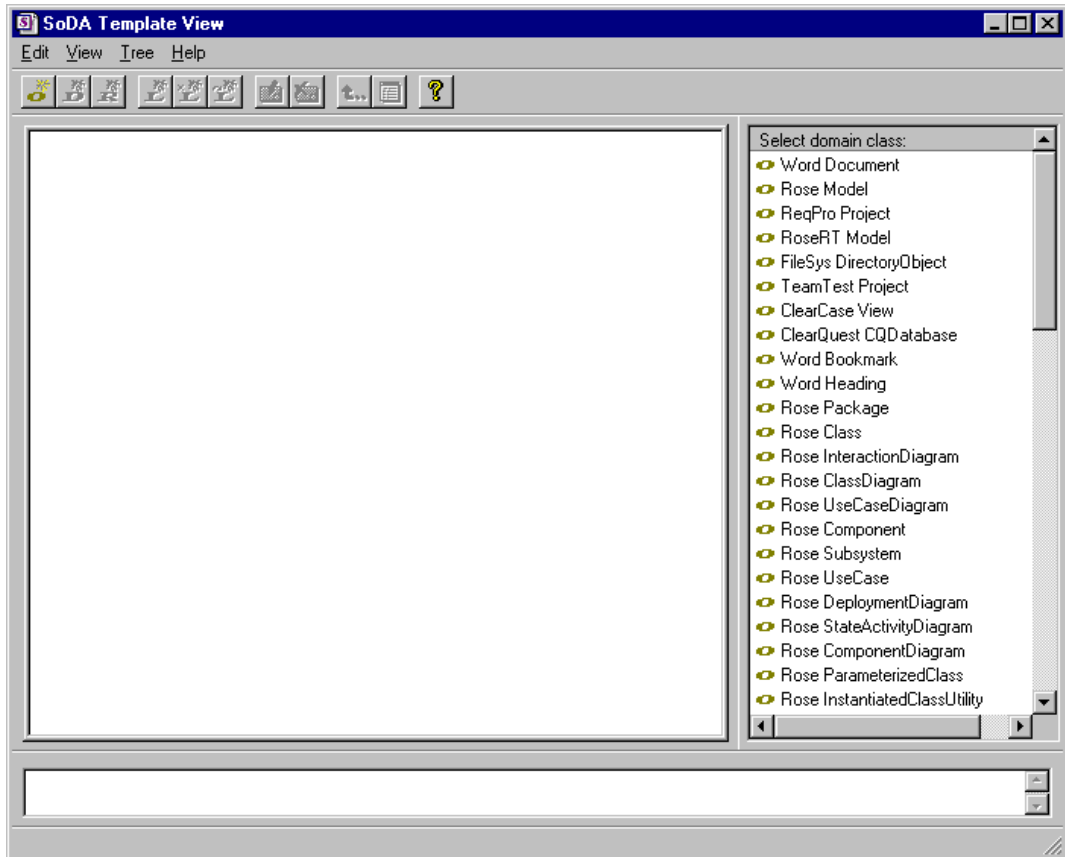 SoDA Template View
Edit View Tree Help
Select domain class:
Word Document
Rose Model
ReqPro Project
RoseRT Model
FileSys DirectoryObject
TeamTest Project
ClearCase View
ClearQuest CQDatabase
Word Bookmark
Word Heading
Rose Package
Rose Class
Rose InteractionDiagram
Rose ClassDiagram
Rose UseCaseDiagram
Rose Component
Rose Subsystem
Rose UseCase
Rose DeploymentDiagram
Rose StateActivityDiagram
Rose ComponentDiagram
Rose ParameterizedClass
Rose InstantiatedClassUtility